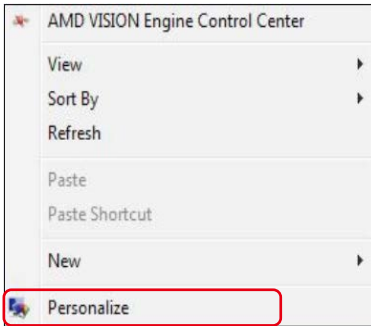 AMD VISION Engine Control Center
View
Sort By
Refresh
Paste
Paste Shortcut
New
Personalize